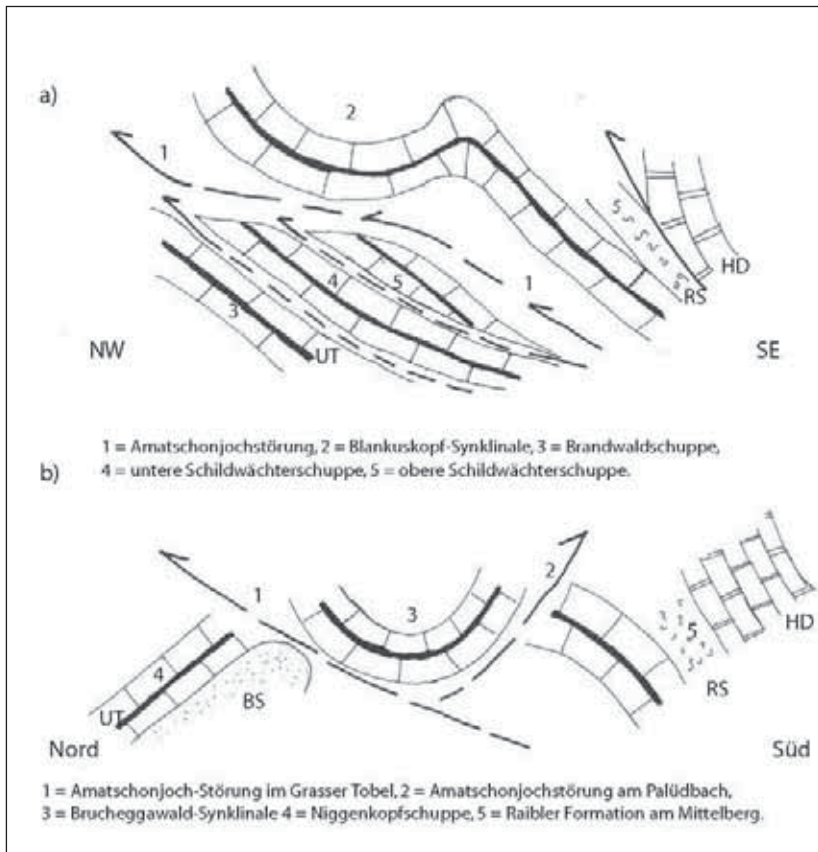 a)
2
1
5
HD
RS
4
5
1
3
NW
UT
SE
1 = Amatschonjochstörung, 2 = Blankuskopf-Synklinale, 3 = Brandwaldschuppe,
4 = untere Schildwächterschuppe, 5 = obere Schildwächterschuppe.
b)
1
3
2
5
HD
4
BS
RS
UT
Nord
Süd
1 = Amatschonjoch-Störung im Grasser Tobel, 2 = Amatschonjochstörung am Palüdbach,
3 = Brucheggawald-Synklinale 4 = Niggenkopfschuppe, 5 = Raibler Formation am Mittelberg.